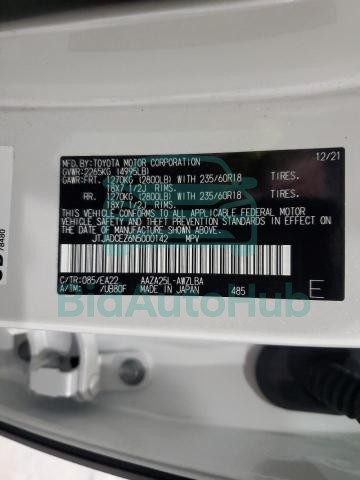 MFD.BY:TOYOTA MOTOR CORPORATION 12/21
GVWR:2265KG (4995LB)
GAWR:FRT. 1270KG (2800LB) WITH 235/60R18 TIRES.
18X7 1/2J RIMS.
RR. 1270KG (2800LB) WITH 235/60R18 TIRES.
18X7 1/2J RIMS.
THIS VEHICLE CONFORMS TO ALL APPLICABLE FEDERAL MOTOR
VEHICLE SAFETY AND THEFT PREVENTION STANDARDS IN EFFECT ON
THE DATE OF MANUFACTURE SHOWN ABOVE.
JTJADCEZ6N5000142 MPV
C/TR:085/EA22 AAZA25L-AWZLBA
A/TM: /UB80F MADE IN JAPAN 485 E
BidAutoHub
78480